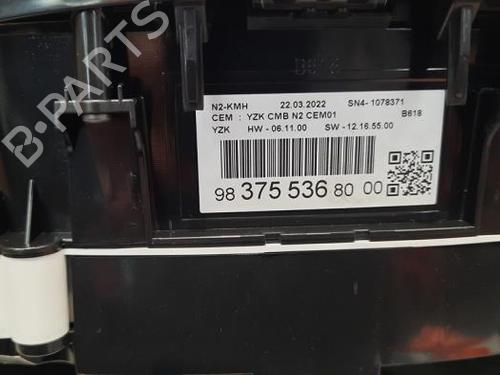 B-PARTS
N2-KMH 22.03.2022 SN4- 1078371
CEM : YZK CMB N2 CEM01 B618
YZK HW - 06.11.00 SW - 12.16.55.00
98 375 536 80 00